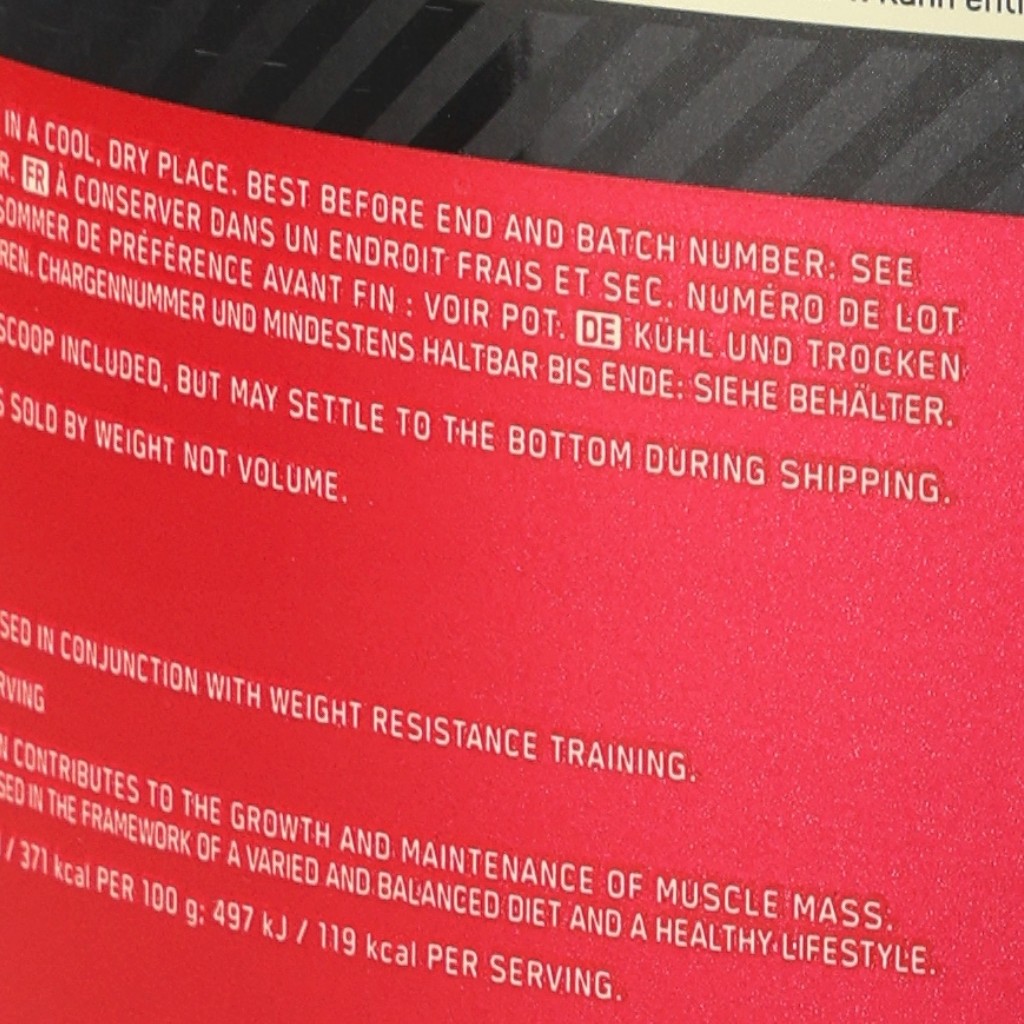 kann
IN A COOL, DRY PLACE. BEST BEFORE END AND BATCH NUMBER: SEE
R. FR À CONSERVER DANS UN ENDROIT FRAIS ET SEC. NUMÉRO DE LOT
SOMMER DE PRÉFÉRENCE AVANT FIN : VOIR POT. DE KÜHL UND TROCKEN
REN. CHARGENNUMMER UND MINDESTENS HALTBAR BIS ENDE: SIEHE BEHÄLTER.
SCOOP INCLUDED, BUT MAY SETTLE TO THE BOTTOM DURING SHIPPING.
S SOLD BY WEIGHT NOT VOLUME.
SED IN CONJUNCTION WITH WEIGHT RESISTANCE TRAINING.
RVING
N CONTRIBUTES TO THE GROWTH AND MAINTENANCE OF MUSCLE MASS.
SED IN THE FRAMEWORK OF A VARIED AND BALANCED DIET AND A HEALTHY LIFESTYLE.
/ 371 kcal PER 100 g; 497 kJ / 119 kcal PER SERVING.